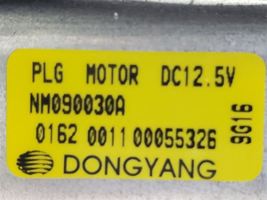 PLG MOTOR DC12.5V
NM090030A
0162 0011 00055326
9G16
DONGYANG